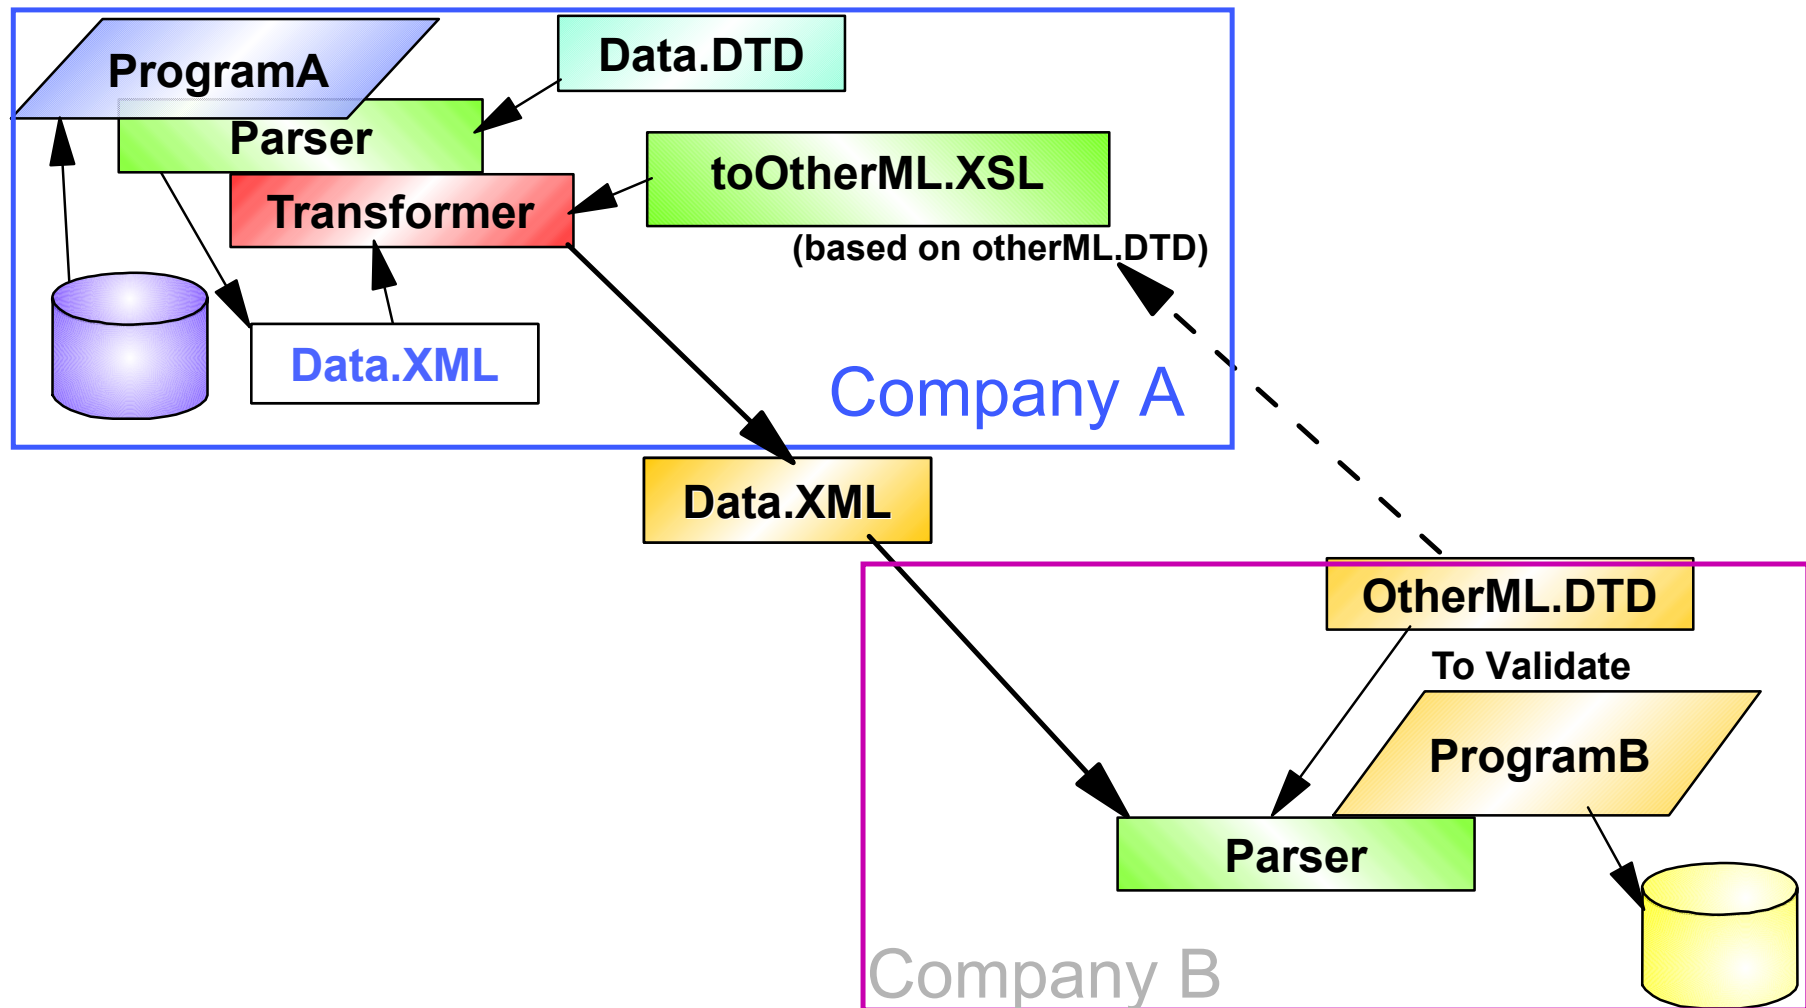 ProgramA
Data.DTD
Parser
toOtherML.XSL
Transformer
(based on otherML.DTD)
Data.XML
Company A
Data.XML
OtherML.DTD
To Validate
ProgramB
Parser
Company B